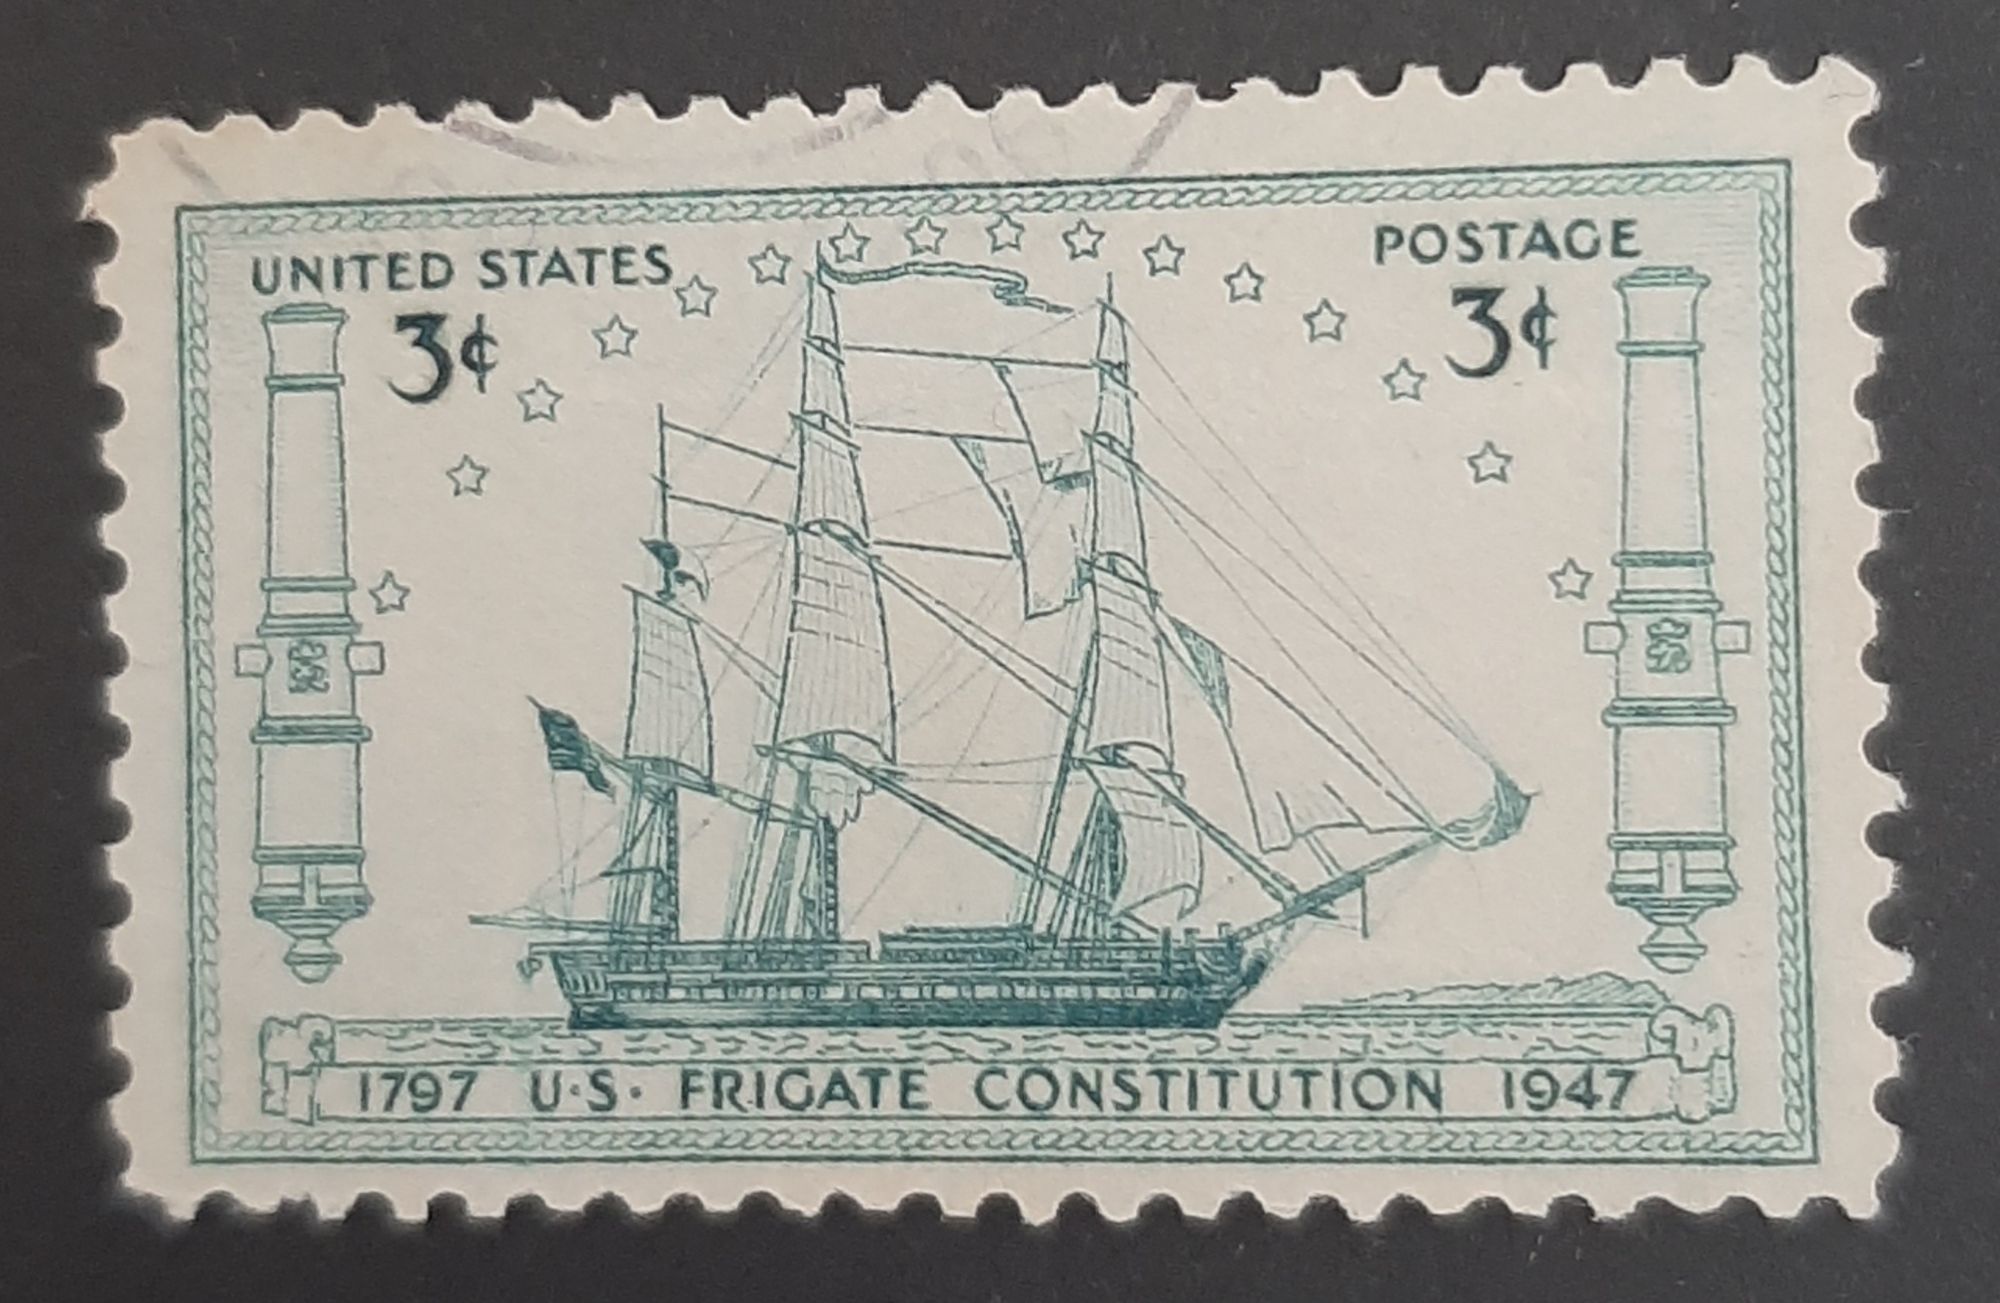 UNITED STATES
POSTAGE
3¢
3¢
1797 U·S· FRIGATE CONSTITUTION 1947